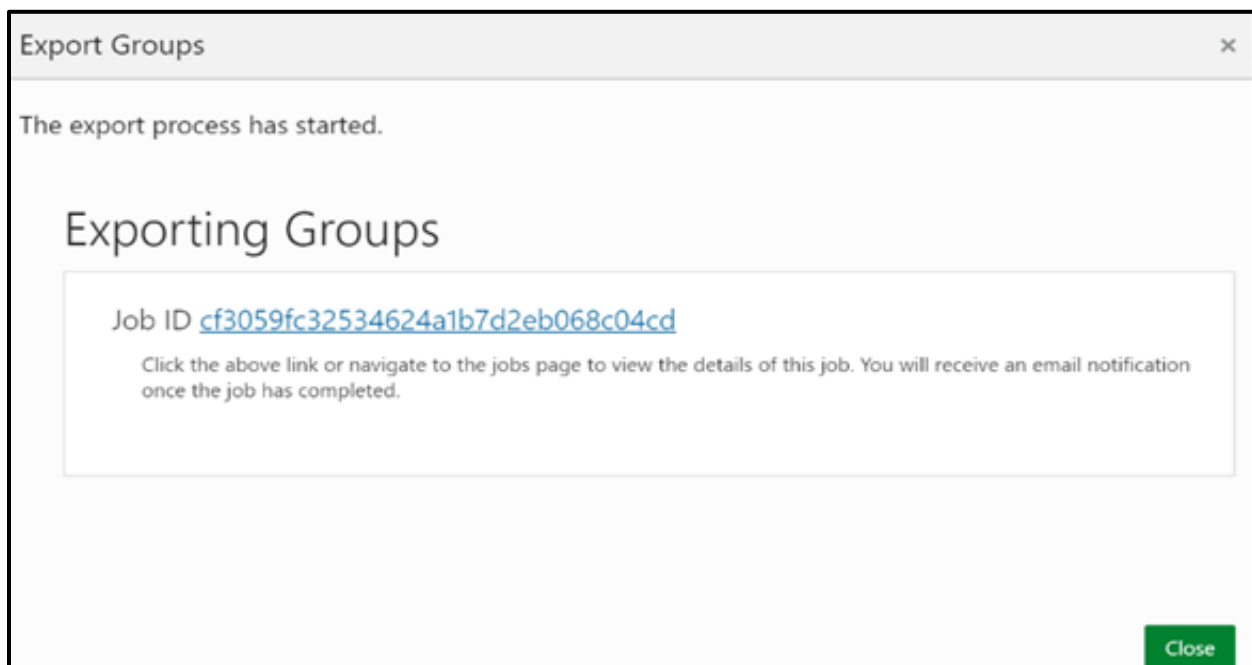 Export Groups ×
The export process has started.
Exporting Groups
Job ID cf3059fc32534624a1b7d2eb068c04cd
Click the above link or navigate to the jobs page to view the details of this job. You will receive an email notification
once the job has completed.
Close